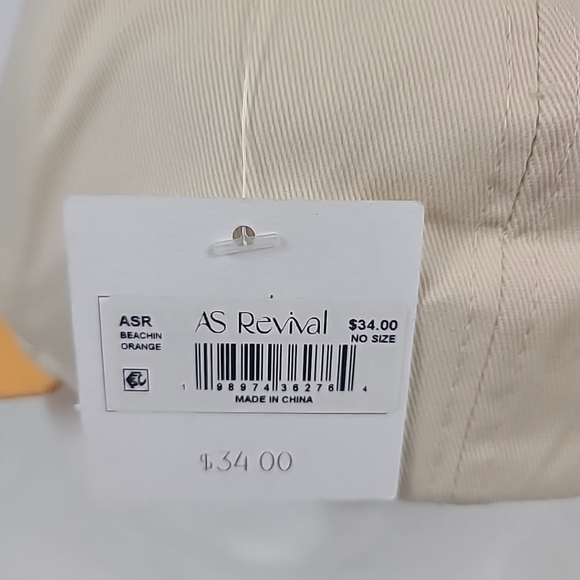 ASR
BEACHIN
ORANGE
AS Revival
$34.00
NO SIZE
1 98974 36276 4
MADE IN CHINA
$34 00